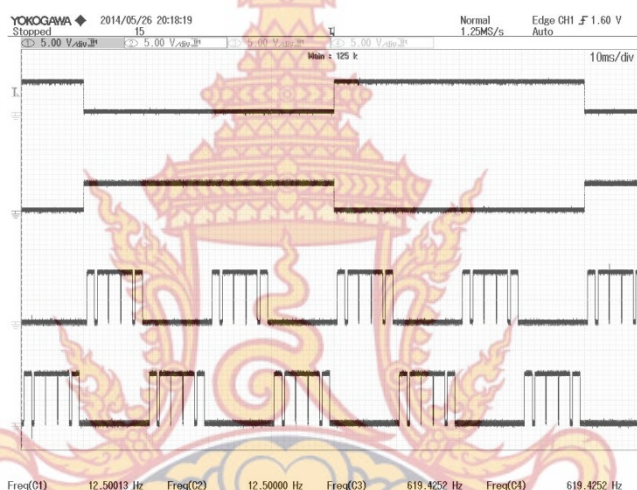 YOKOGAWA 2014/05/26 20:18:19 Normal Edge CH1 1.60 V
Stopped 15 1.25MS/s Auto
1 5.00 V/div 2 5.00 V/div 5.00 V/div 5.00 V/div
Main : 125 k 10ms/div
Freq(C1) 12.50013 Hz Freq(C2) 12.50000 Hz Freq(C3) 619.4252 Hz Freq(C4) 619.4252 Hz